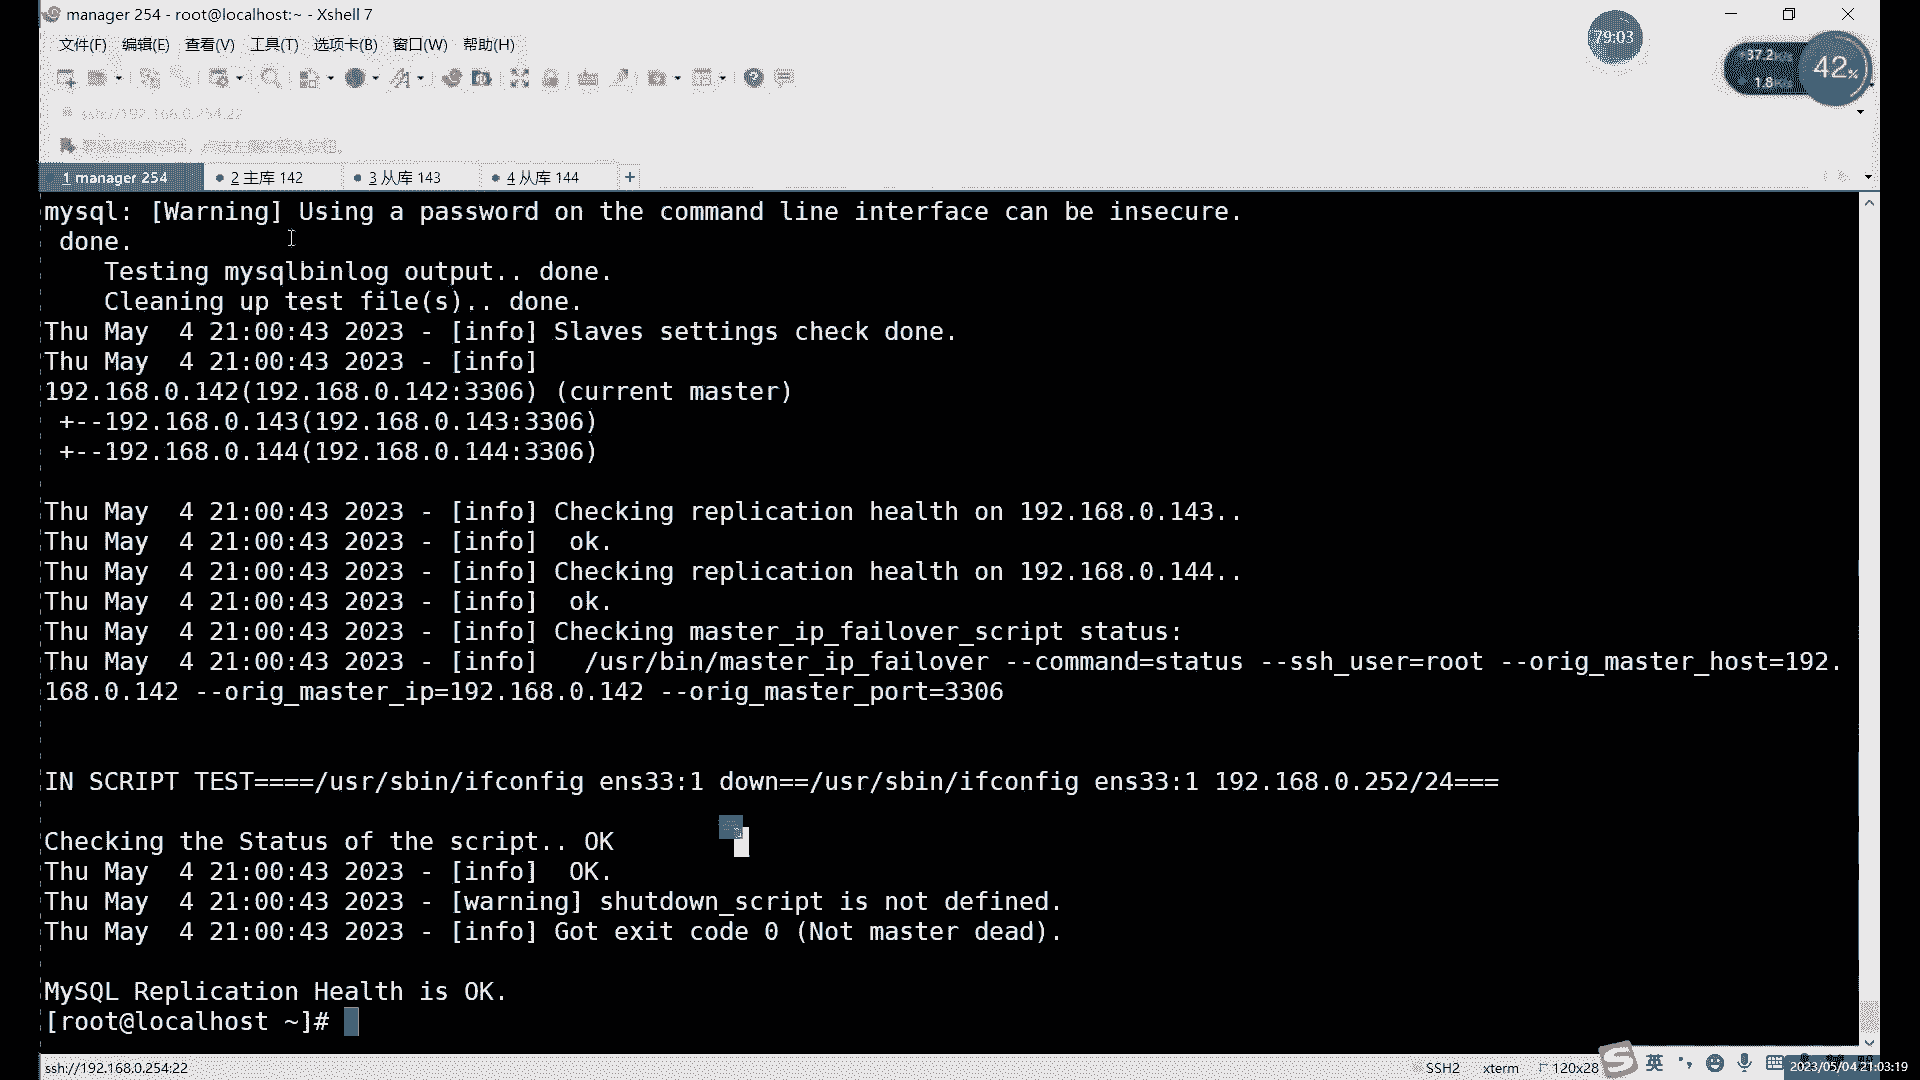 manager 254 - root@localhost:~ - Xshell 7
79:03
文件(F) 编辑(E) 查看(V) 工具(T) 选项卡(B) 窗口(W) 帮助(H)
37.2K/s
1.8K/s
42%
ssh://192.168.0.254:22
1 manager 254 2 主库 142 3 从库 143 4 从库 144 +
mysql: [Warning] Using a password on the command line interface can be insecure.
done.
Testing mysqlbinlog output.. done.
Cleaning up test file(s).. done.
Thu May  4 21:00:43 2023 - [info] Slaves settings check done.
Thu May  4 21:00:43 2023 - [info]
192.168.0.142(192.168.0.142:3306) (current master)
+--192.168.0.143(192.168.0.143:3306)
+--192.168.0.144(192.168.0.144:3306)
Thu May  4 21:00:43 2023 - [info] Checking replication health on 192.168.0.143..
Thu May  4 21:00:43 2023 - [info]  ok.
Thu May  4 21:00:43 2023 - [info] Checking replication health on 192.168.0.144..
Thu May  4 21:00:43 2023 - [info]  ok.
Thu May  4 21:00:43 2023 - [info] Checking master_ip_failover_script status:
Thu May  4 21:00:43 2023 - [info]   /usr/bin/master_ip_failover --command=status --ssh_user=root --orig_master_host=192.
168.0.142 --orig_master_ip=192.168.0.142 --orig_master_port=3306
IN SCRIPT TEST====/usr/sbin/ifconfig ens33:1 down==/usr/sbin/ifconfig ens33:1 192.168.0.252/24===
Checking the Status of the script.. OK
Thu May  4 21:00:43 2023 - [info]  OK.
Thu May  4 21:00:43 2023 - [warning] shutdown_script is not defined.
Thu May  4 21:00:43 2023 - [info] Got exit code 0 (Not master dead).
MySQL Replication Health is OK.
[root@localhost ~]#
ssh://192.168.0.254:22 SSH2 xterm 120x28 英 2023/05/04 21:03:19